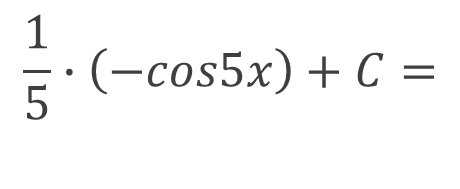 1/5 · (−cos5x) + C =